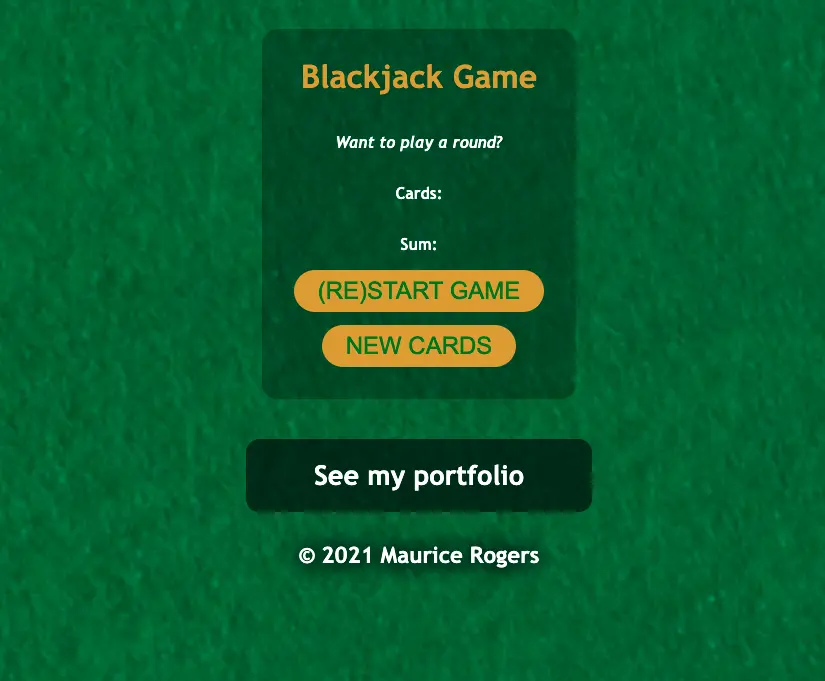 Blackjack Game
Want to play a round?
Cards:
Sum:
(RE)START GAME
NEW CARDS
See my portfolio
© 2021 Maurice Rogers